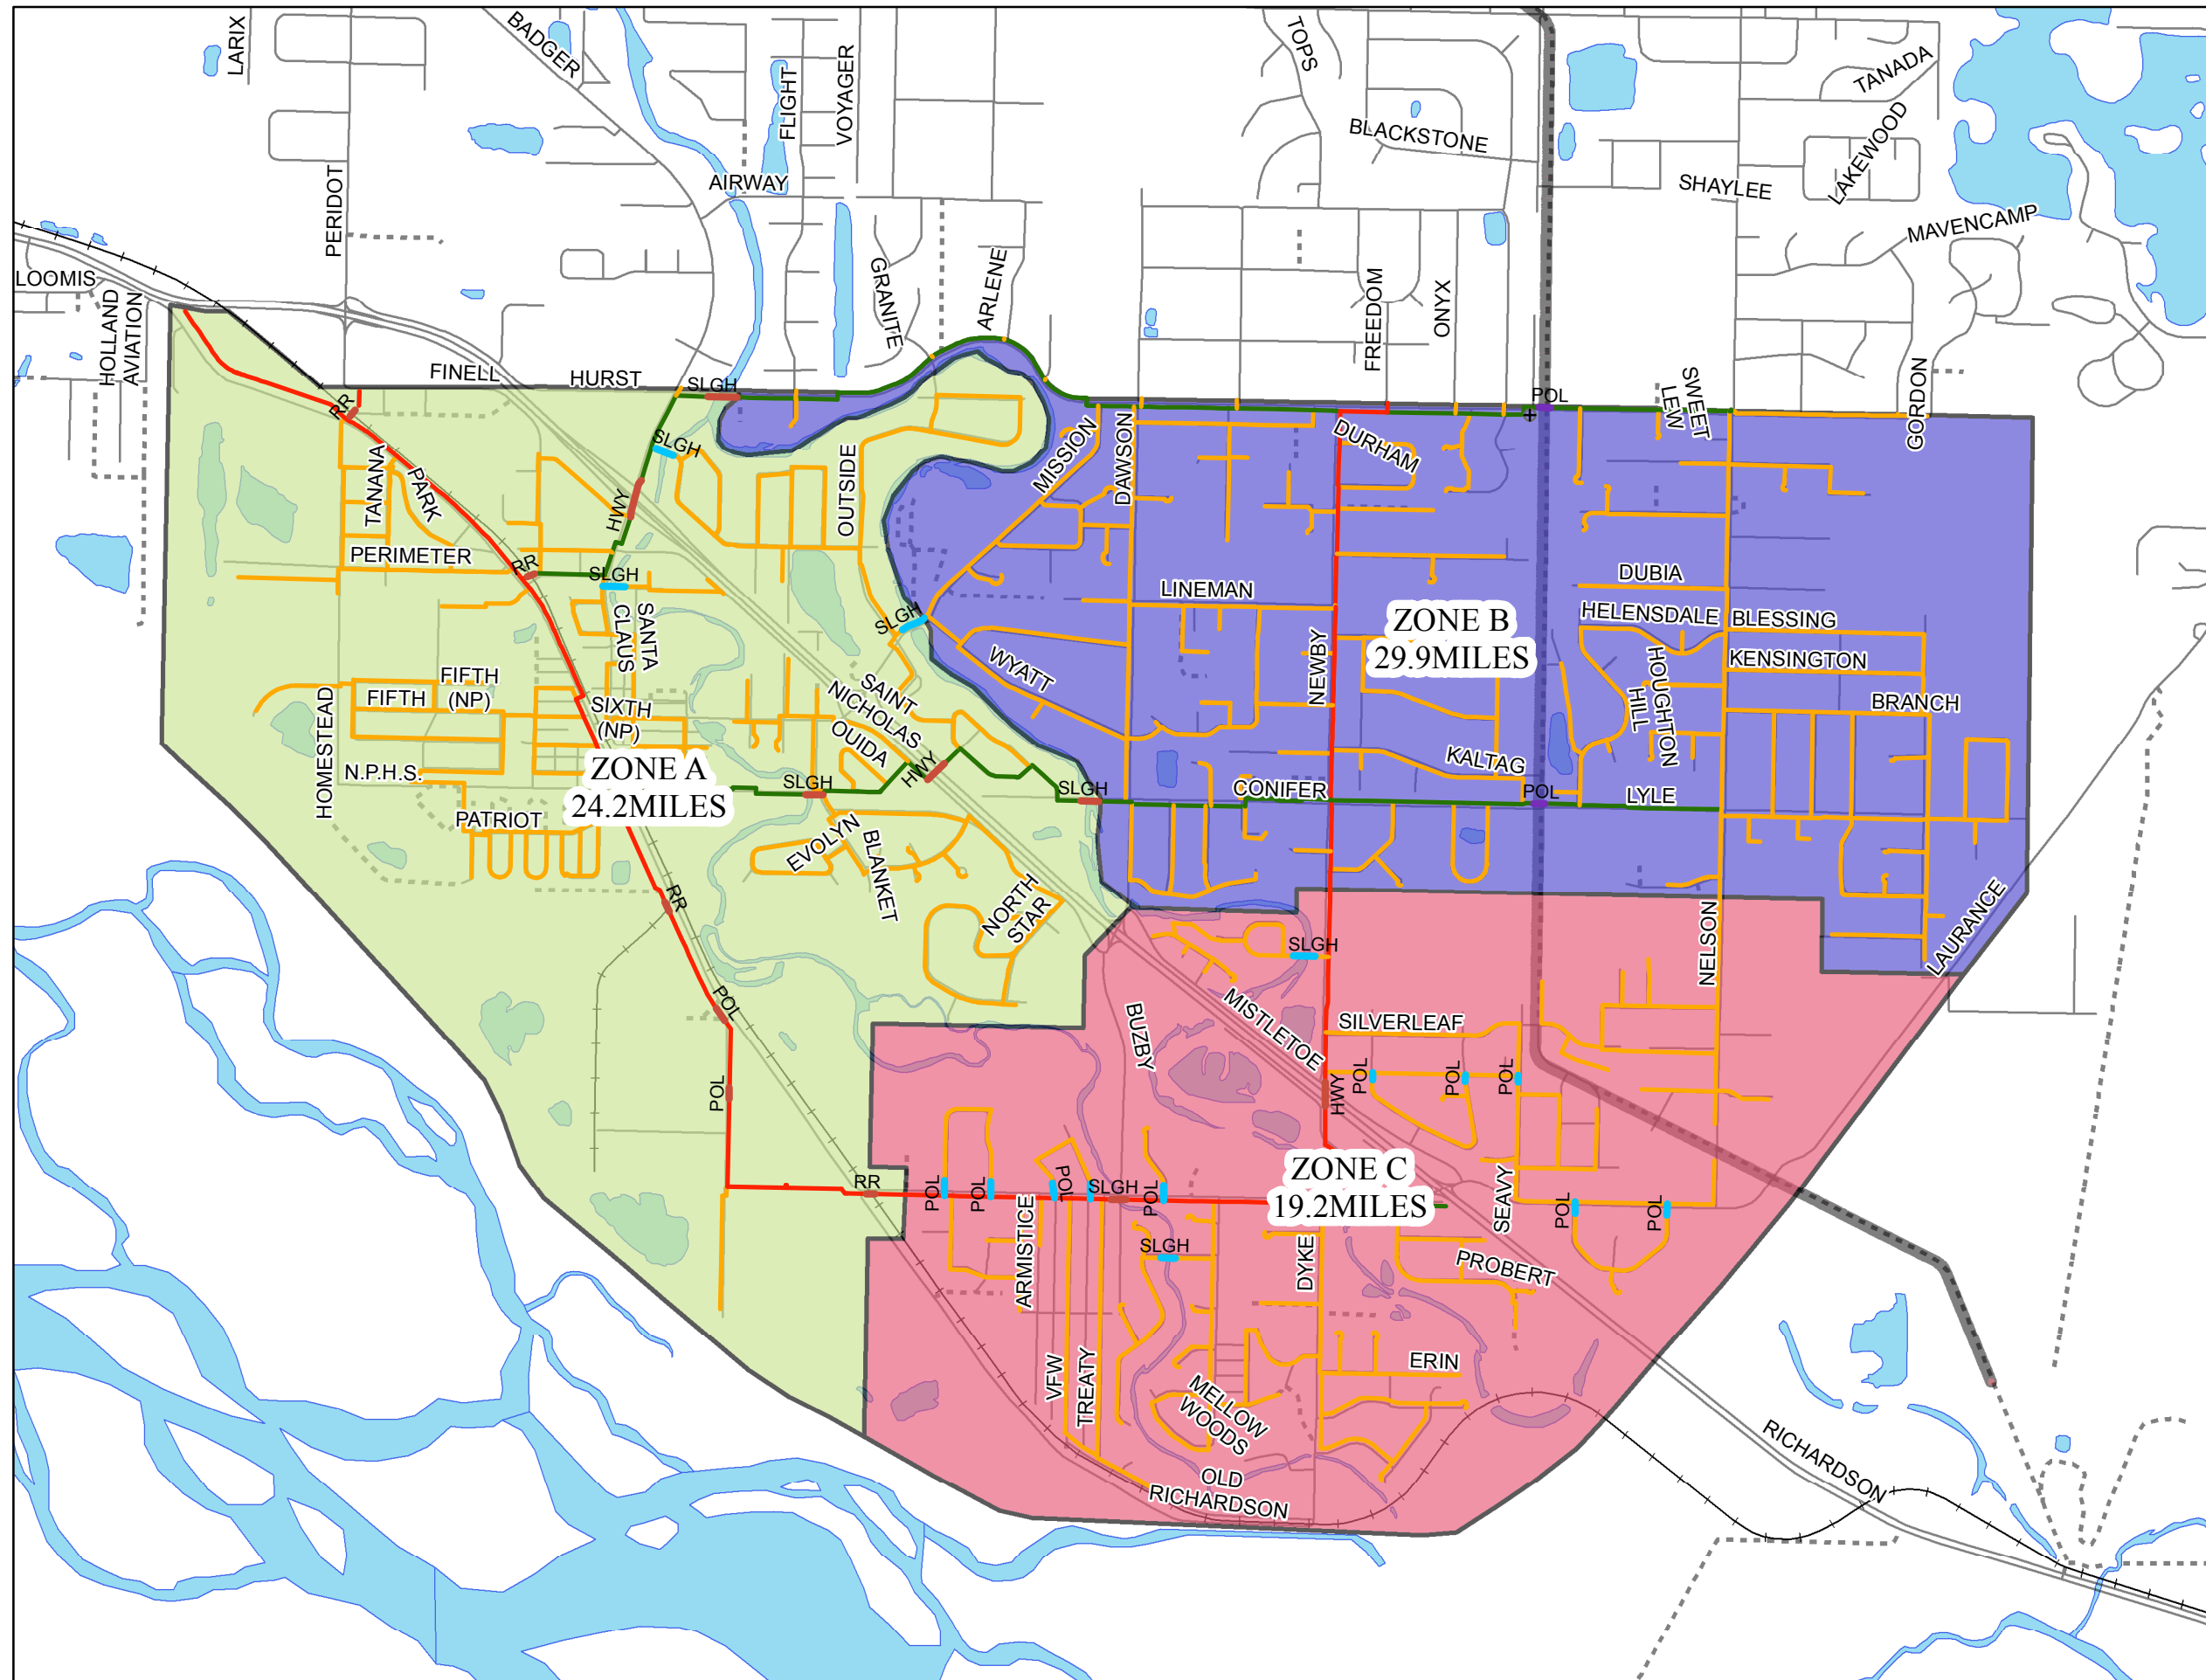 LARIX
BADGER
FLIGHT
VOYAGER
TOPS
TANADA
BLACKSTONE
LAKEWOOD
AIRWAY
SHAYLEE
PERIDOT
MAVENCAMP
LOOMIS
HOLLAND
AVIATION
GRANITE
ARLENE
FREEDOM
ONYX
FINELL
HURST
SLGH
POL
SWEET
LEW
GORDON
RR
SLGH
MISSION
DAWSON
DURHAM
TANANA
PARK
HWY
OUTSIDE
PERIMETER
RR
SLGH
LINEMAN
DUBIA
SANTA
CLAUS
SLGH
ZONE B
29.9MILES
HELENSDALE
BLESSING
WYATT
NEWBY
HOUGHTON
HILL
KENSINGTON
FIFTH
FIFTH
(NP)
HOMESTEAD
SIXTH
(NP)
SAINT
NICHOLAS
OUIDA
BRANCH
N.P.H.S.
ZONE A
24.2MILES
SLGH
HWY
SLGH
CONIFER
KALTAG
POL
LYLE
PATRIOT
EVOLYN
BLANKET
NORTH
STAR
RR
SLGH
NELSON
LAURANCE
POL
BUZBY
MISTLETOE
SILVERLEAF
POL
HWY
POL
POL
POL
RR
POL
POL
POL
SLGH
POL
ZONE C
19.2MILES
SEAVY
POL
POL
ARMISTICE
SLGH
DYKE
PROBERT
VFW
TREATY
ERIN
MELLOW
WOODS
OLD
RICHARDSON
RICHARDSON